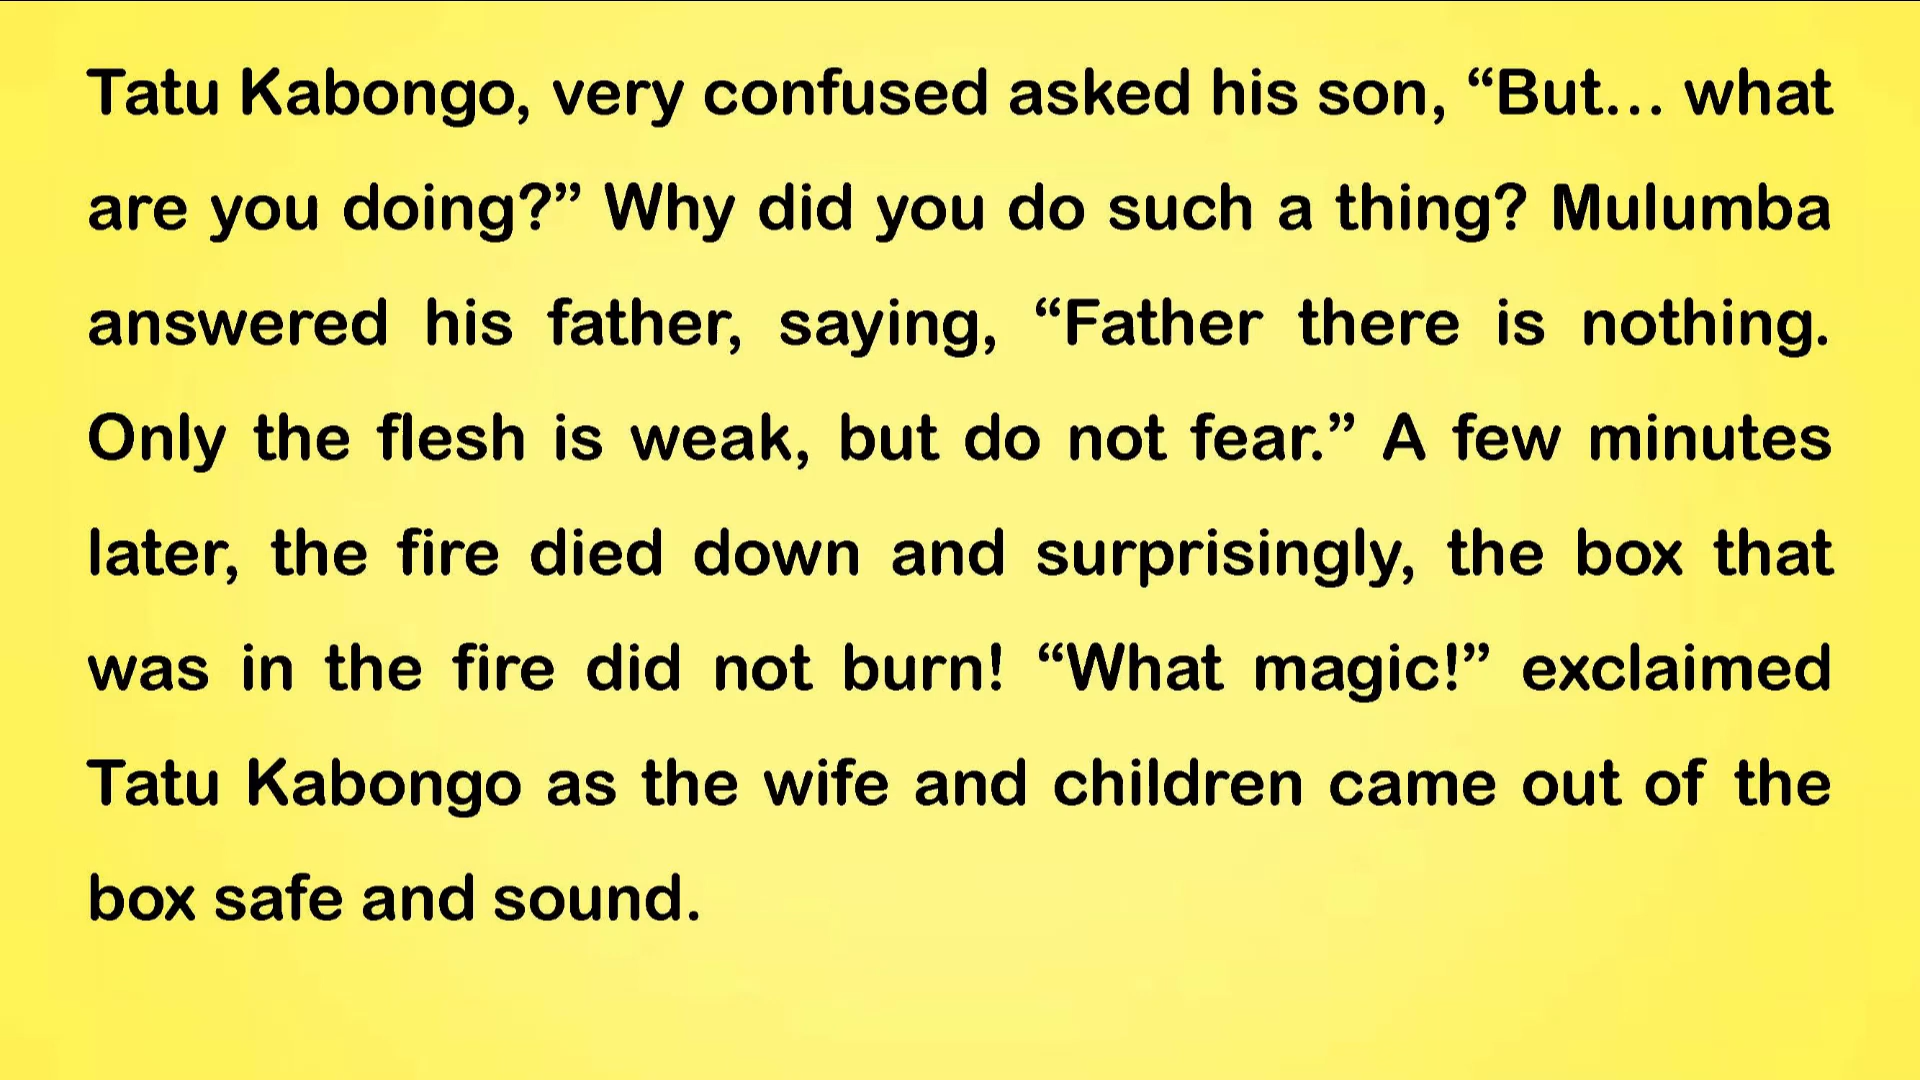 Tatu Kabongo, very confused asked his son, “But… what
are you doing?” Why did you do such a thing? Mulumba
answered his father, saying, “Father there is nothing.
Only the flesh is weak, but do not fear.” A few minutes
later, the fire died down and surprisingly, the box that
was in the fire did not burn! “What magic!” exclaimed
Tatu Kabongo as the wife and children came out of the
box safe and sound.